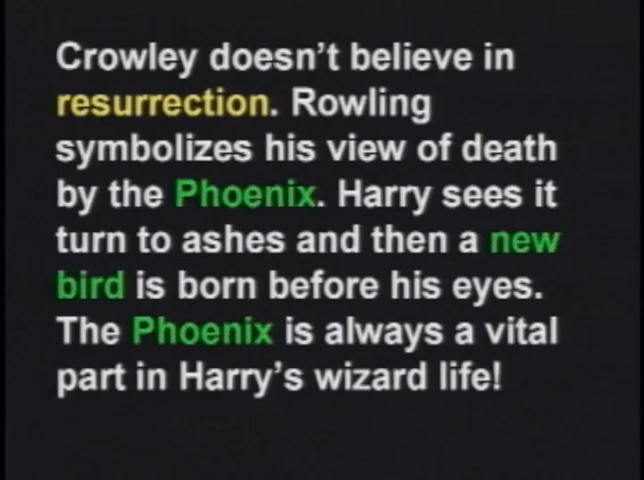 Crowley doesn't believe in
resurrection. Rowling
symbolizes his view of death
by the Phoenix. Harry sees it
turn to ashes and then a new
bird is born before his eyes.
The Phoenix is always a vital
part in Harry's wizard life!